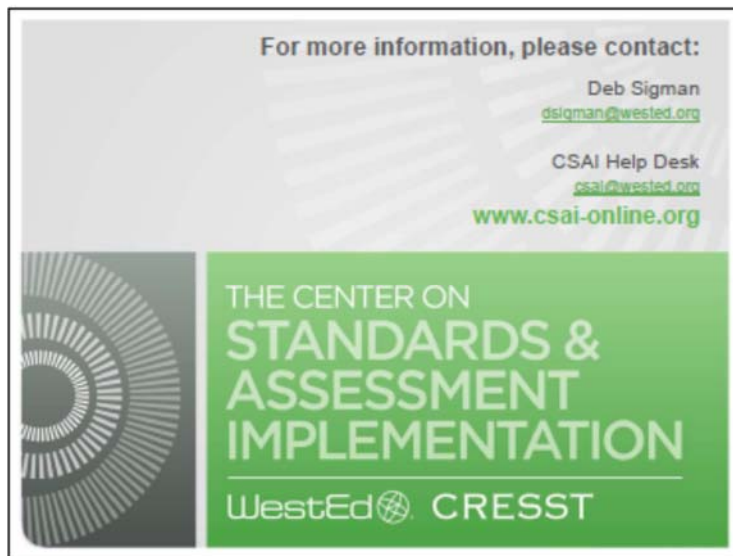 For more information, please contact:
Deb Sigman
dsigman@wested.org
CSAI Help Desk
csai@wested.org
www.csai-online.org
THE CENTER ON
STANDARDS &
ASSESSMENT
IMPLEMENTATION
WestEd CRESST